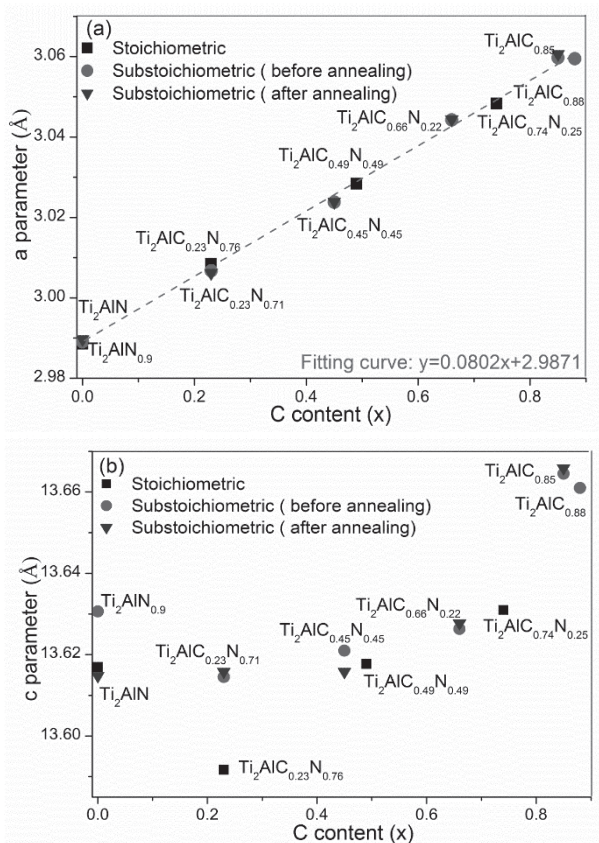 (a)
Stoichiometric
Substoichiometric ( before annealing)
Substoichiometric ( after annealing)
Ti₂AlC₀.₈₅
Ti₂AlC₀.₈₈
Ti₂AlC₀.₆₆N₀.₂₂
Ti₂AlC₀.₇₄N₀.₂₅
Ti₂AlC₀.₄₉N₀.₄₉
Ti₂AlC₀.₄₅N₀.₄₅
Ti₂AlC₀.₂₃N₀.₇₆
Ti₂AlC₀.₂₃N₀.₇₁
Ti₂AlN
Ti₂AlN₀.₉
Fitting curve: y=0.0802x+2.9871
3.06
3.04
3.02
3.00
2.98
a parameter (Å)
0.0 0.2 0.4 0.6 0.8
C content (x)
(b)
Stoichiometric
Substoichiometric ( before annealing)
Substoichiometric ( after annealing)
Ti₂AlC₀.₈₅
Ti₂AlC₀.₈₈
Ti₂AlN₀.₉
Ti₂AlC₀.₆₆N₀.₂₂
Ti₂AlC₀.₄₅N₀.₄₅
Ti₂AlC₀.₇₄N₀.₂₅
Ti₂AlC₀.₂₃N₀.₇₁
Ti₂AlN
Ti₂AlC₀.₄₉N₀.₄₉
Ti₂AlC₀.₂₃N₀.₇₆
13.66
13.64
13.62
13.60
c parameter (Å)
0.0 0.2 0.4 0.6 0.8
C content (x)